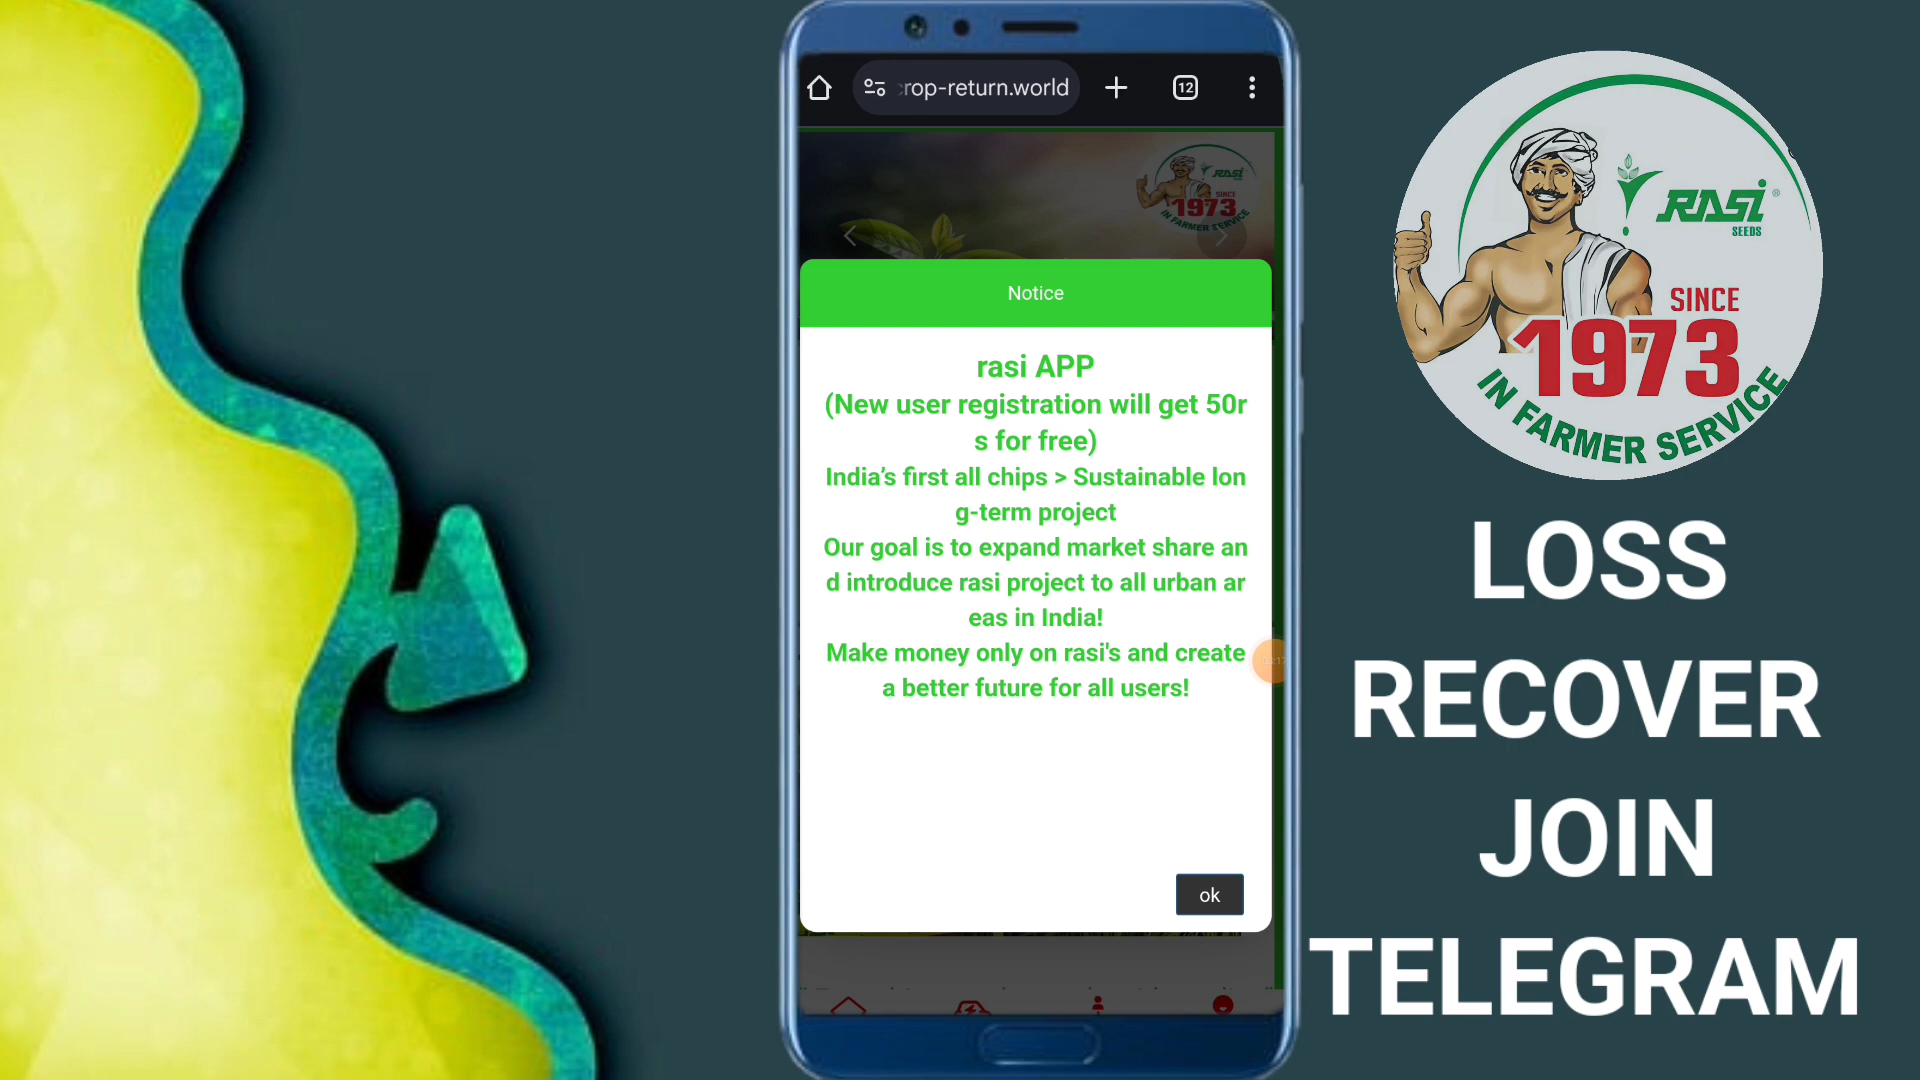 rop-return.world
12
RASI
SINCE
1973
IN FARMER SERVICE
Notice
rasi APP
(New user registration will get 50r
s for free)
India’s first all chips > Sustainable lon
g-term project
Our goal is to expand market share an
d introduce rasi project to all urban ar
eas in India!
Make money only on rasi's and create
a better future for all users!
ok
RASI®
SEEDS
SINCE
1973
IN FARMER SERVICE
LOSS
RECOVER
JOIN
TELEGRAM